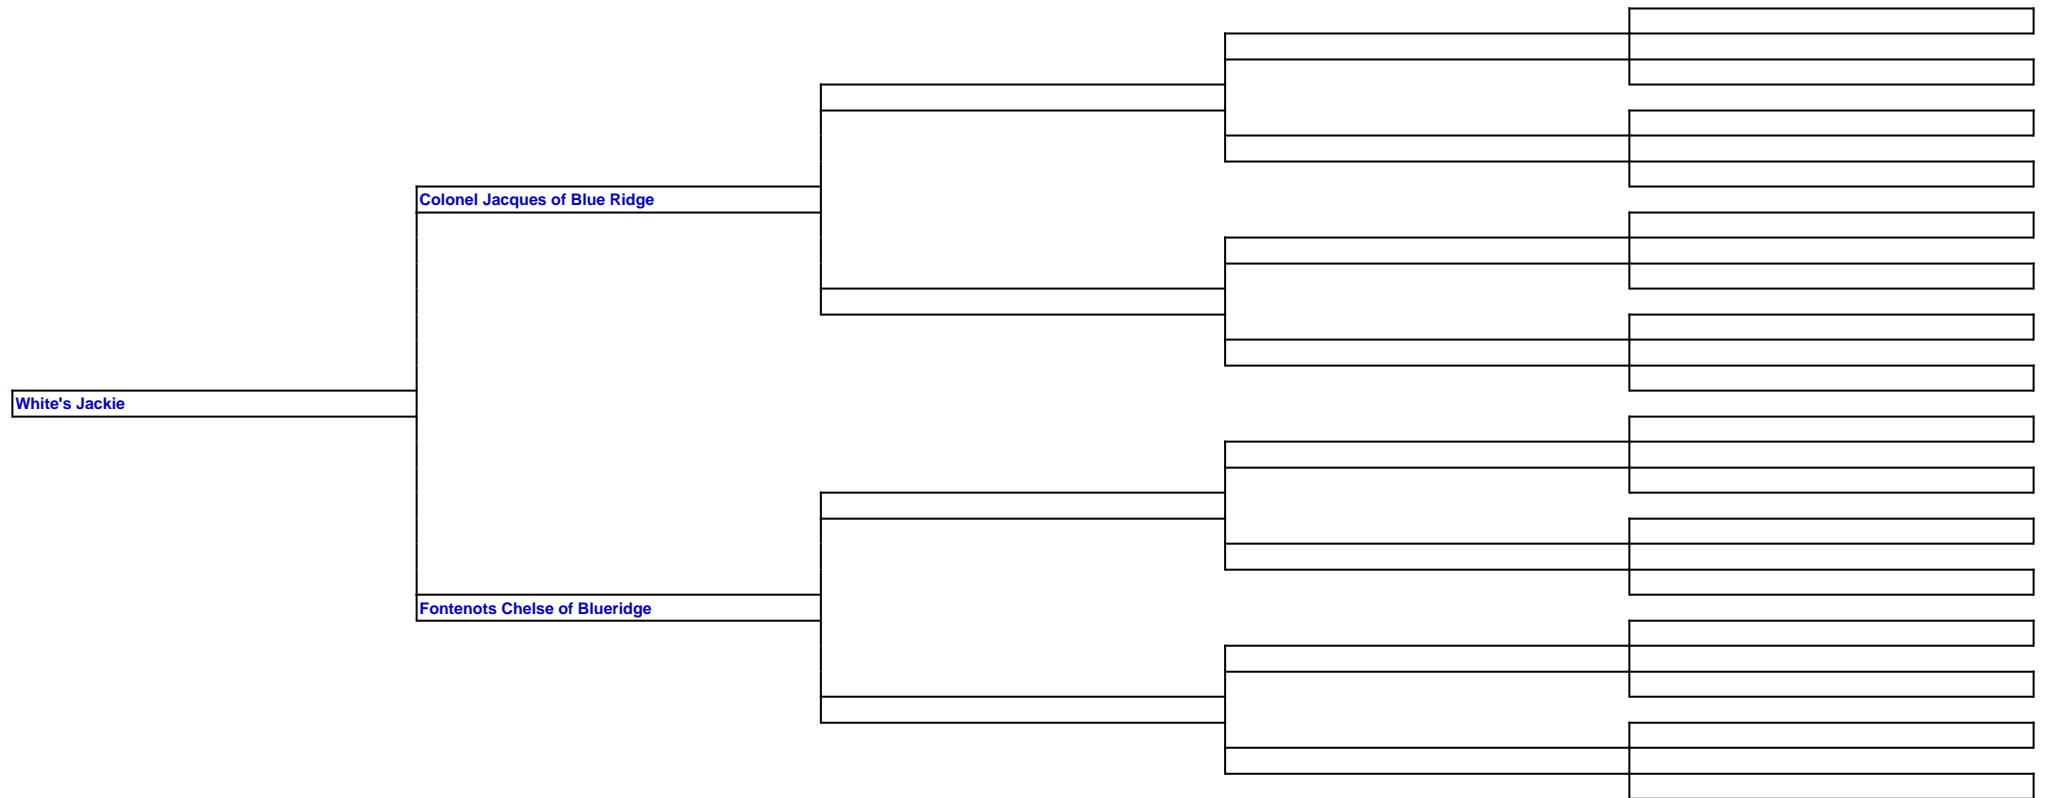 Colonel Jacques of Blue Ridge
White's Jackie
Fontenots Chelse of Blueridge